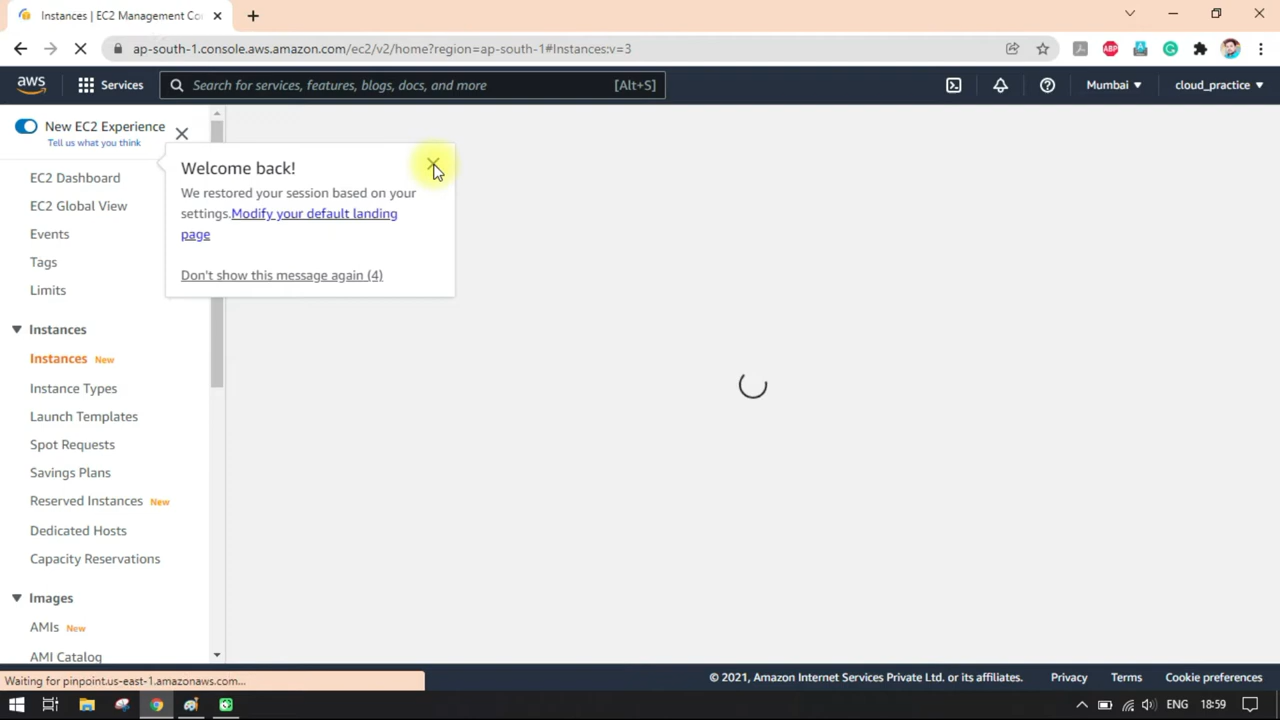 Instances | EC2 Management Co
ap-south-1.console.aws.amazon.com/ec2/v2/home?region=ap-south-1#Instances:v=3
ABP
aws
Services
Search for services, features, blogs, docs, and more
[Alt+S]
Mumbai
cloud_practice
New EC2 Experience
Tell us what you think
Welcome back!
We restored your session based on your
settings.Modify your default landing
page
Don't show this message again (4)
EC2 Dashboard
EC2 Global View
Events
Tags
Limits
Instances
Instances New
Instance Types
Launch Templates
Spot Requests
Savings Plans
Reserved Instances New
Dedicated Hosts
Capacity Reservations
Images
AMIs New
AMI Catalog
© 2021, Amazon Internet Services Private Ltd. or its affiliates.
Privacy
Terms
Cookie preferences
Waiting for pinpoint.us-east-1.amazonaws.com...
ENG
18:59